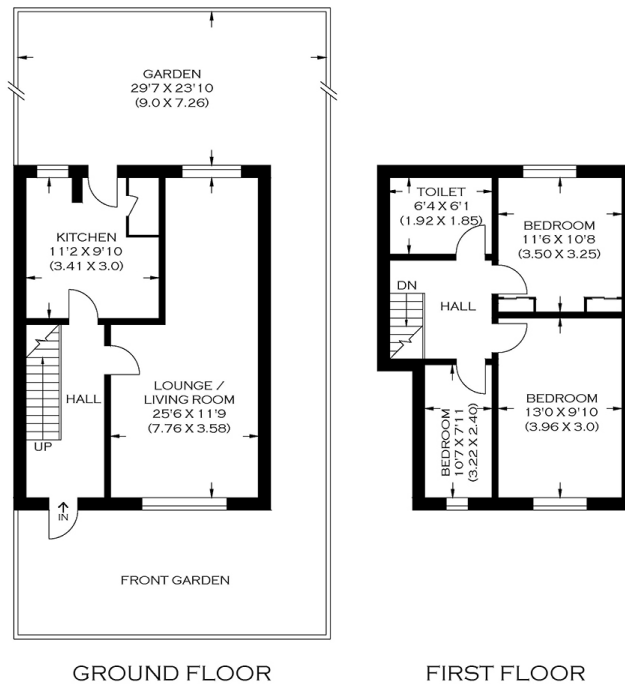 GARDEN
29'7 X 23'10
(9.0 X 7.26)
KITCHEN
11'2 X 9'10
(3.41 X 3.0)
HALL
UP
LOUNGE /
LIVING ROOM
25'6 X 11'9
(7.76 X 3.58)
IN
FRONT GARDEN
GROUND FLOOR
TOILET
6'4 X 6'1
(1.92 X 1.85)
BEDROOM
11'6 X 10'8
(3.50 X 3.25)
DN
HALL
BEDROOM
10'7 X 7'11
(3.22 X 2.40)
BEDROOM
13'0 X 9'10
(3.96 X 3.0)
FIRST FLOOR